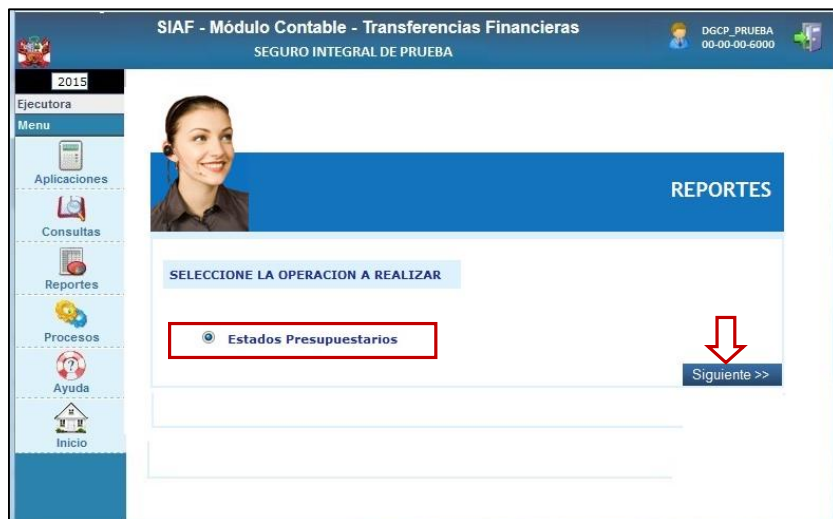 SIAF - Módulo Contable - Transferencias Financieras
SEGURO INTEGRAL DE PRUEBA
DGCP_PRUEBA
00-00-00-6000
2015
Ejecutora
Menu
Aplicaciones
Consultas
Reportes
Procesos
Ayuda
Inicio
REPORTES
SELECCIONE LA OPERACION A REALIZAR
Estados Presupuestarios
Siguiente >>